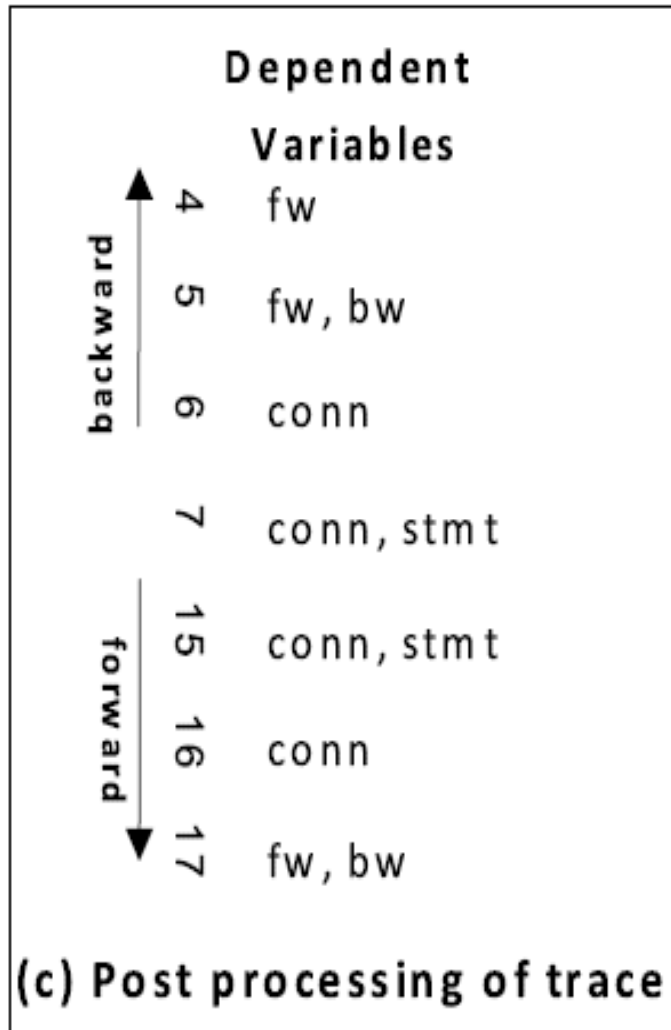 Dependent
Variables
backward
4 fw
5 fw, bw
6 conn
7 conn, stmt
forward
15 conn, stmt
16 conn
17 fw, bw
(c) Post processing of trace